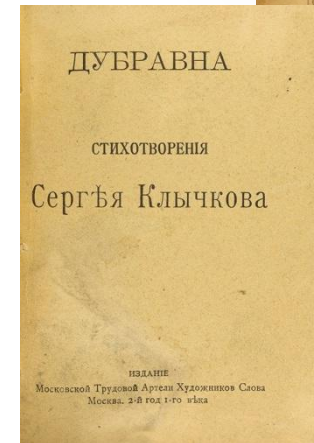 ДУБРАВНА
СТИХОТВОРЕНІЯ
Сергѣя Клычкова
ИЗДАНІЕ
Московской Трудовой Артели Художников Слова
Москва. 2-й год 1-го вѣка